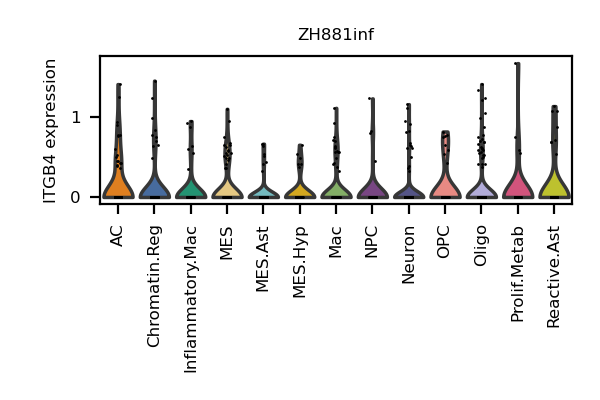 ZH881inf
ITGB4 expression
1
0
AC
Chromatin.Reg
Inflammatory.Mac
MES
MES.Ast
MES.Hyp
Mac
NPC
Neuron
OPC
Oligo
Prolif.Metab
Reactive.Ast